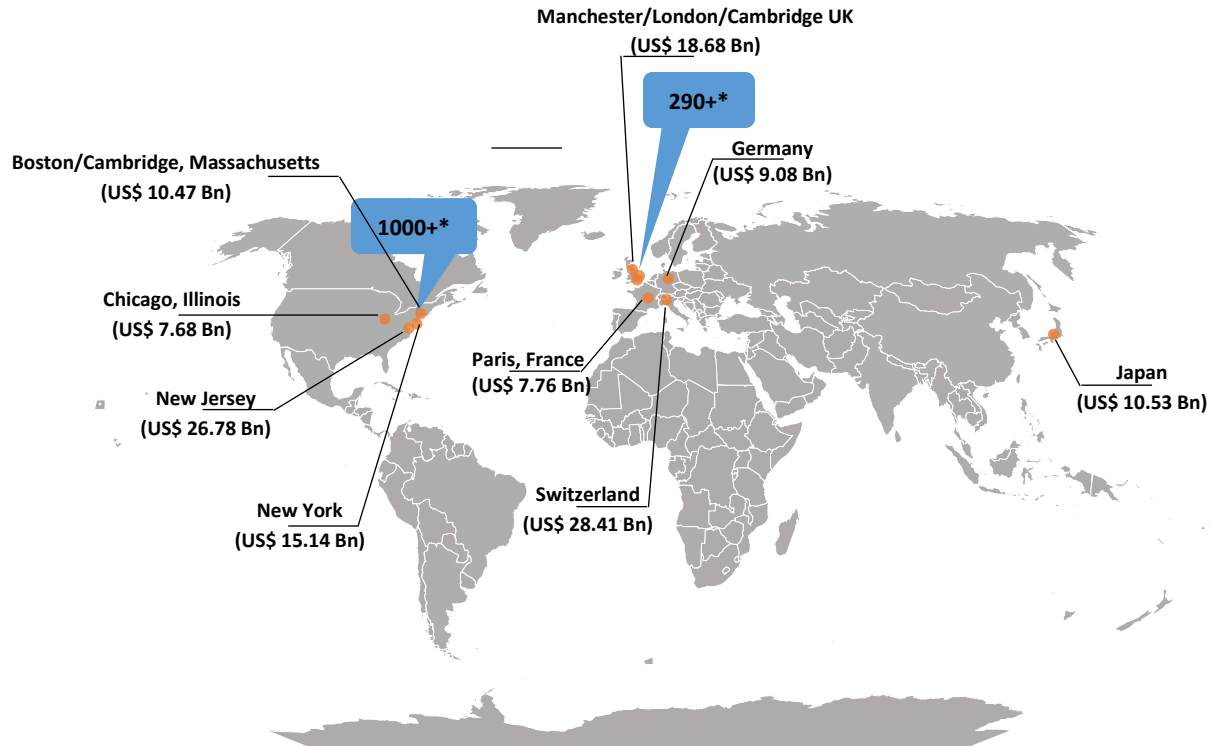 Manchester/London/Cambridge UK
(US$ 18.68 Bn)
290+*
Germany
(US$ 9.08 Bn)
Boston/Cambridge, Massachusetts
(US$ 10.47 Bn)
1000+*
Chicago, Illinois
(US$ 7.68 Bn)
Paris, France
(US$ 7.76 Bn)
Japan
(US$ 10.53 Bn)
New Jersey
(US$ 26.78 Bn)
Switzerland
(US$ 28.41 Bn)
New York
(US$ 15.14 Bn)